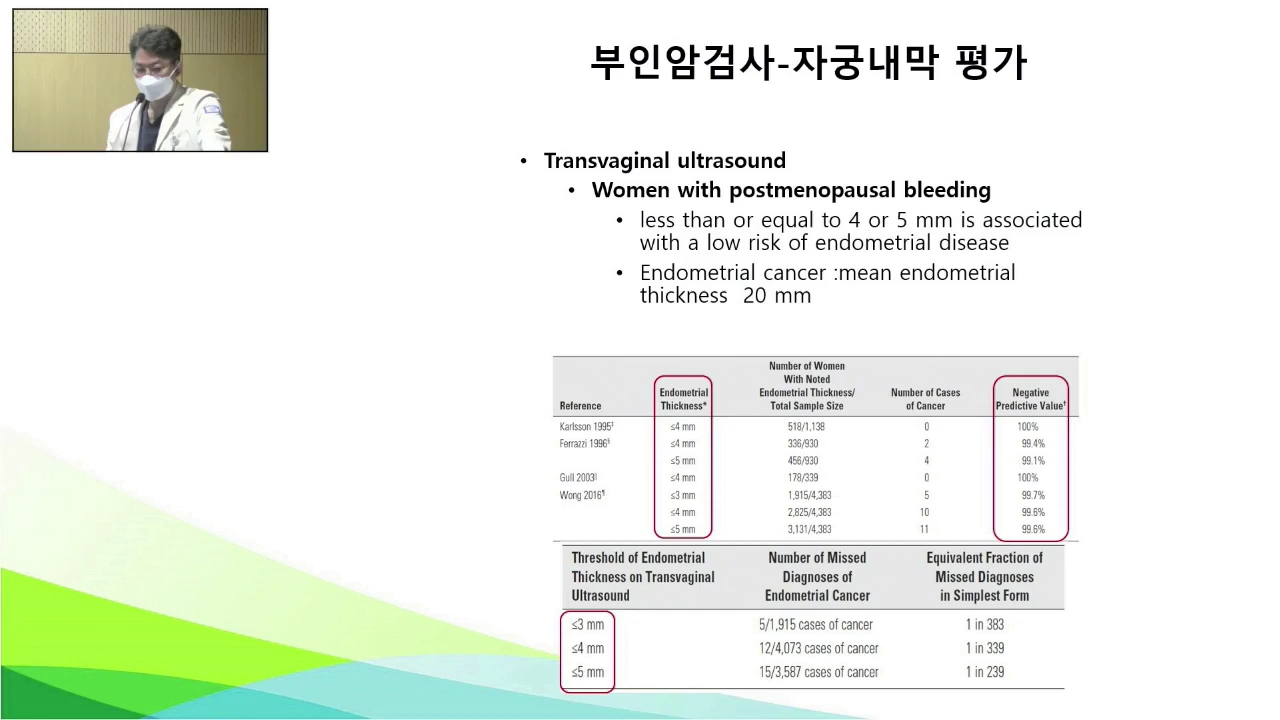 부인암검사-자궁내막 평가
• Transvaginal ultrasound
• Women with postmenopausal bleeding
• less than or equal to 4 or 5 mm is associated
with a low risk of endometrial disease
• Endometrial cancer :mean endometrial
thickness 20 mm
Reference Endometrial Thickness* Number of Women With Noted Endometrial Thickness/ Total Sample Size Number of Cases of Cancer Negative Predictive Value†
Karlsson 1995‡ ≤4 mm 518/1,138 0 100%
Ferrazzi 1996§ ≤4 mm 336/930 2 99.4%
≤5 mm 456/930 4 99.1%
Gull 2003‖ ≤4 mm 178/339 0 100%
Wong 2016¶ ≤3 mm 1,915/4,383 5 99.7%
≤4 mm 2,825/4,383 10 99.6%
≤5 mm 3,131/4,383 11 99.6%
Threshold of Endometrial Number of Missed Equivalent Fraction of
Thickness on Transvaginal Diagnoses of Missed Diagnoses
Ultrasound Endometrial Cancer in Simplest Form
≤3 mm 5/1,915 cases of cancer 1 in 383
≤4 mm 12/4,073 cases of cancer 1 in 339
≤5 mm 15/3,587 cases of cancer 1 in 239